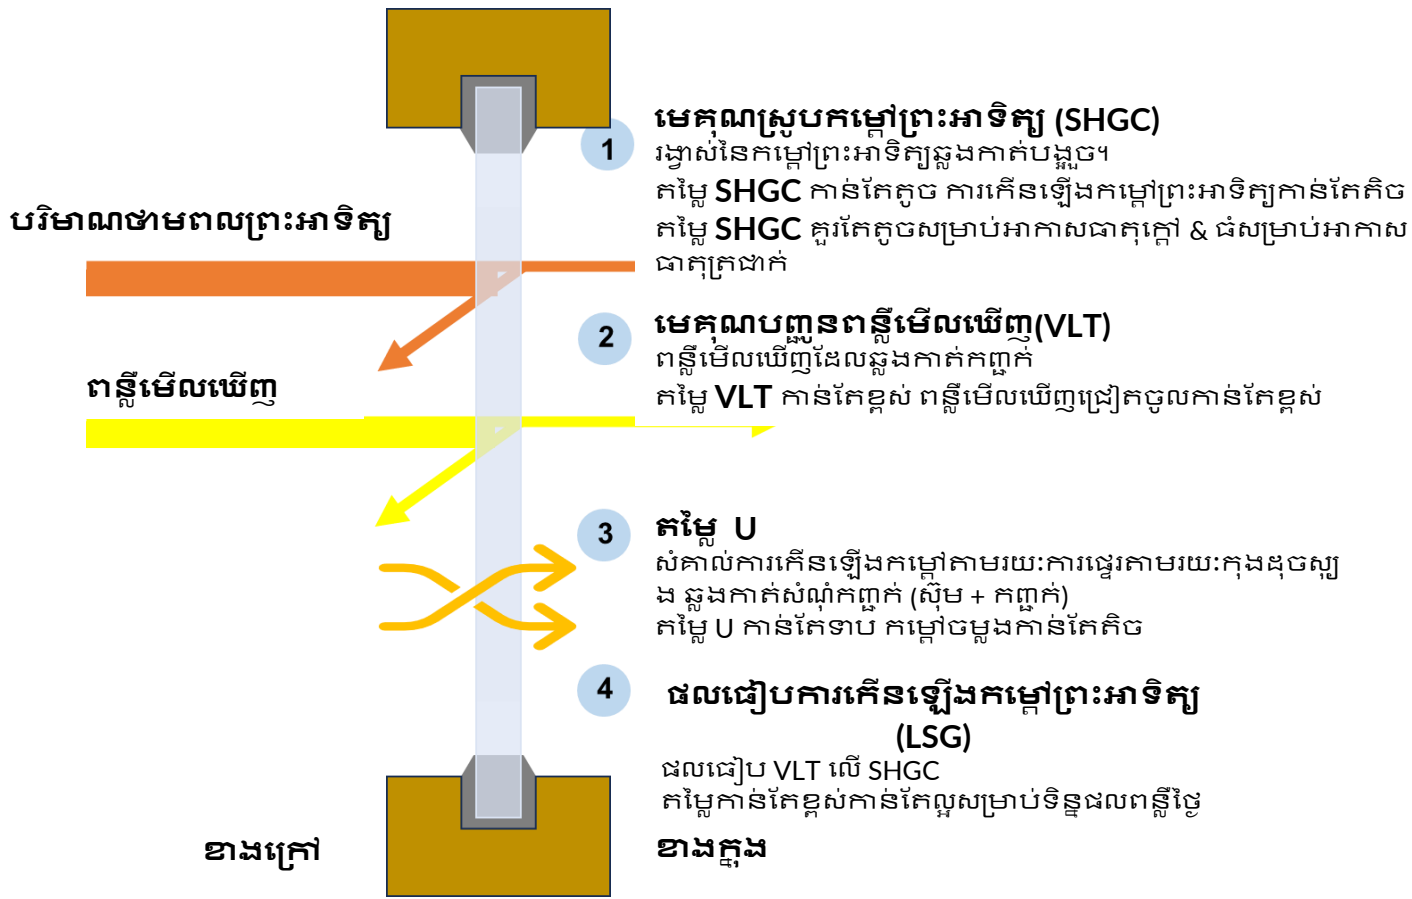 1
មេគុណស្រូបកម្ដៅព្រះអាទិត្យ (SHGC)
រង្វាស់នៃកម្ដៅព្រះអាទិត្យឆ្លងកាត់បង្អួច។
តម្លៃ SHGC កាន់តែតូច ការកើនឡើងកម្ដៅព្រះអាទិត្យកាន់តែតិច
តម្លៃ SHGC គួរតែតូចសម្រាប់អាកាសធាតុក្ដៅ & ធំសម្រាប់អាកាស
ធាតុត្រជាក់
បរិមាណថាមពលព្រះអាទិត្យ
2
មេគុណបញ្ជូនពន្លឺមើលឃើញ(VLT)
ពន្លឺមើលឃើញដែលឆ្លងកាត់កញ្ចក់
តម្លៃ VLT កាន់តែខ្ពស់ ពន្លឺមើលឃើញជ្រៀតចូលកាន់តែខ្ពស់
ពន្លឺមើលឃើញ
3
តម្លៃ U
សំគាល់ការកើនឡើងកម្ដៅតាមរយ:ការផ្ទេរតាមរយ:កុងដុចស្យុ
ង ឆ្លងកាត់សំណុំកញ្ចក់ (ស៊ុម + កញ្ចក់)
តម្លៃ U កាន់តែទាប កម្ដៅចម្លងកាន់តែតិច
4
ផលធៀបការកើនឡើងកម្ដៅព្រះអាទិត្យ
(LSG)
ផលធៀប VLT លើ SHGC
តម្លៃកាន់តែខ្ពស់កាន់តែល្អសម្រាប់ទិន្នផលពន្លឺថ្ងៃ
ខាងក្រៅ
ខាងក្នុង